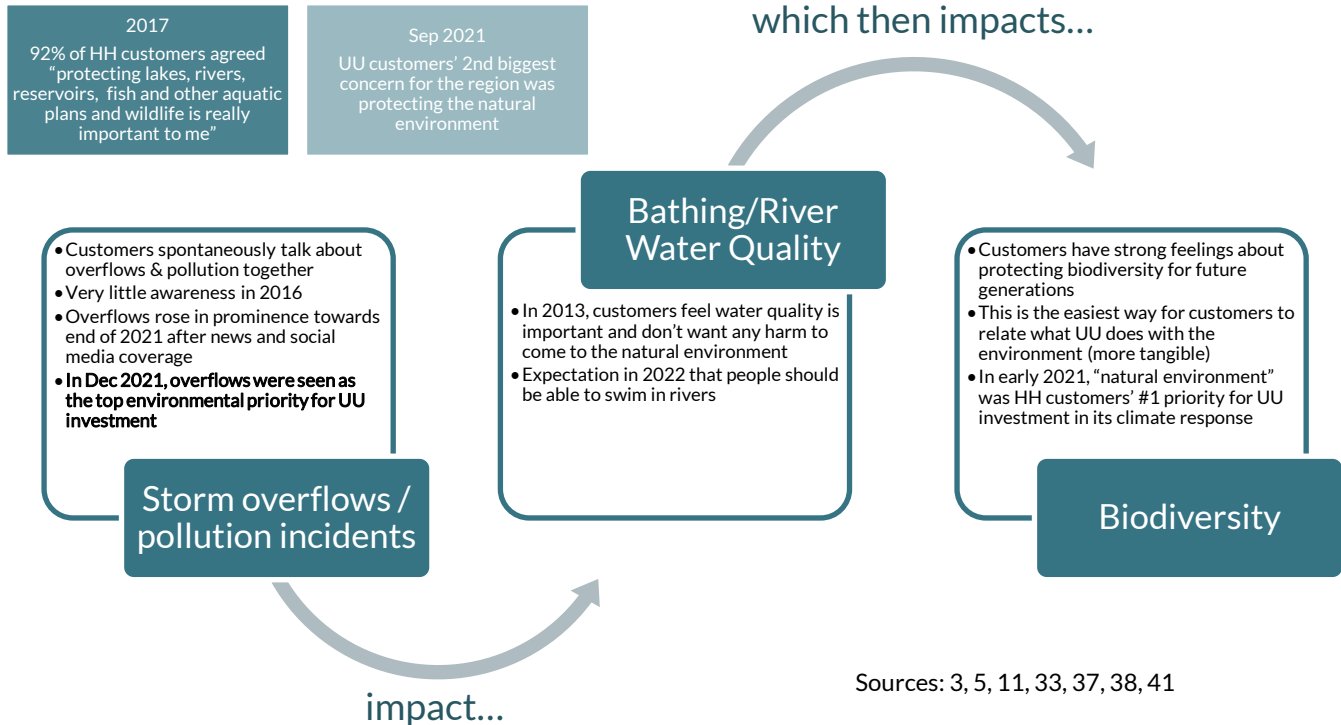 2017
92% of HH customers agreed
“protecting lakes, rivers,
reservoirs, fish and other aquatic
plans and wildlife is really
important to me”
Sep 2021
UU customers’ 2nd biggest
concern for the region was
protecting the natural
environment
which then impacts…
•Customers spontaneously talk about
overflows & pollution together
•Very little awareness in 2016
•Overflows rose in prominence towards
end of 2021 after news and social
media coverage
•In Dec 2021, overflows were seen as
the top environmental priority for UU
investment
Storm overflows /
pollution incidents
impact…
Bathing/River
Water Quality
•In 2013, customers feel water quality is
important and don’t want any harm to
come to the natural environment
•Expectation in 2022 that people should
be able to swim in rivers
•Customers have strong feelings about
protecting biodiversity for future
generations
•This is the easiest way for customers to
relate what UU does with the
environment (more tangible)
•In early 2021, “natural environment”
was HH customers’ #1 priority for UU
investment in its climate response
Biodiversity
Sources: 3, 5, 11, 33, 37, 38, 41